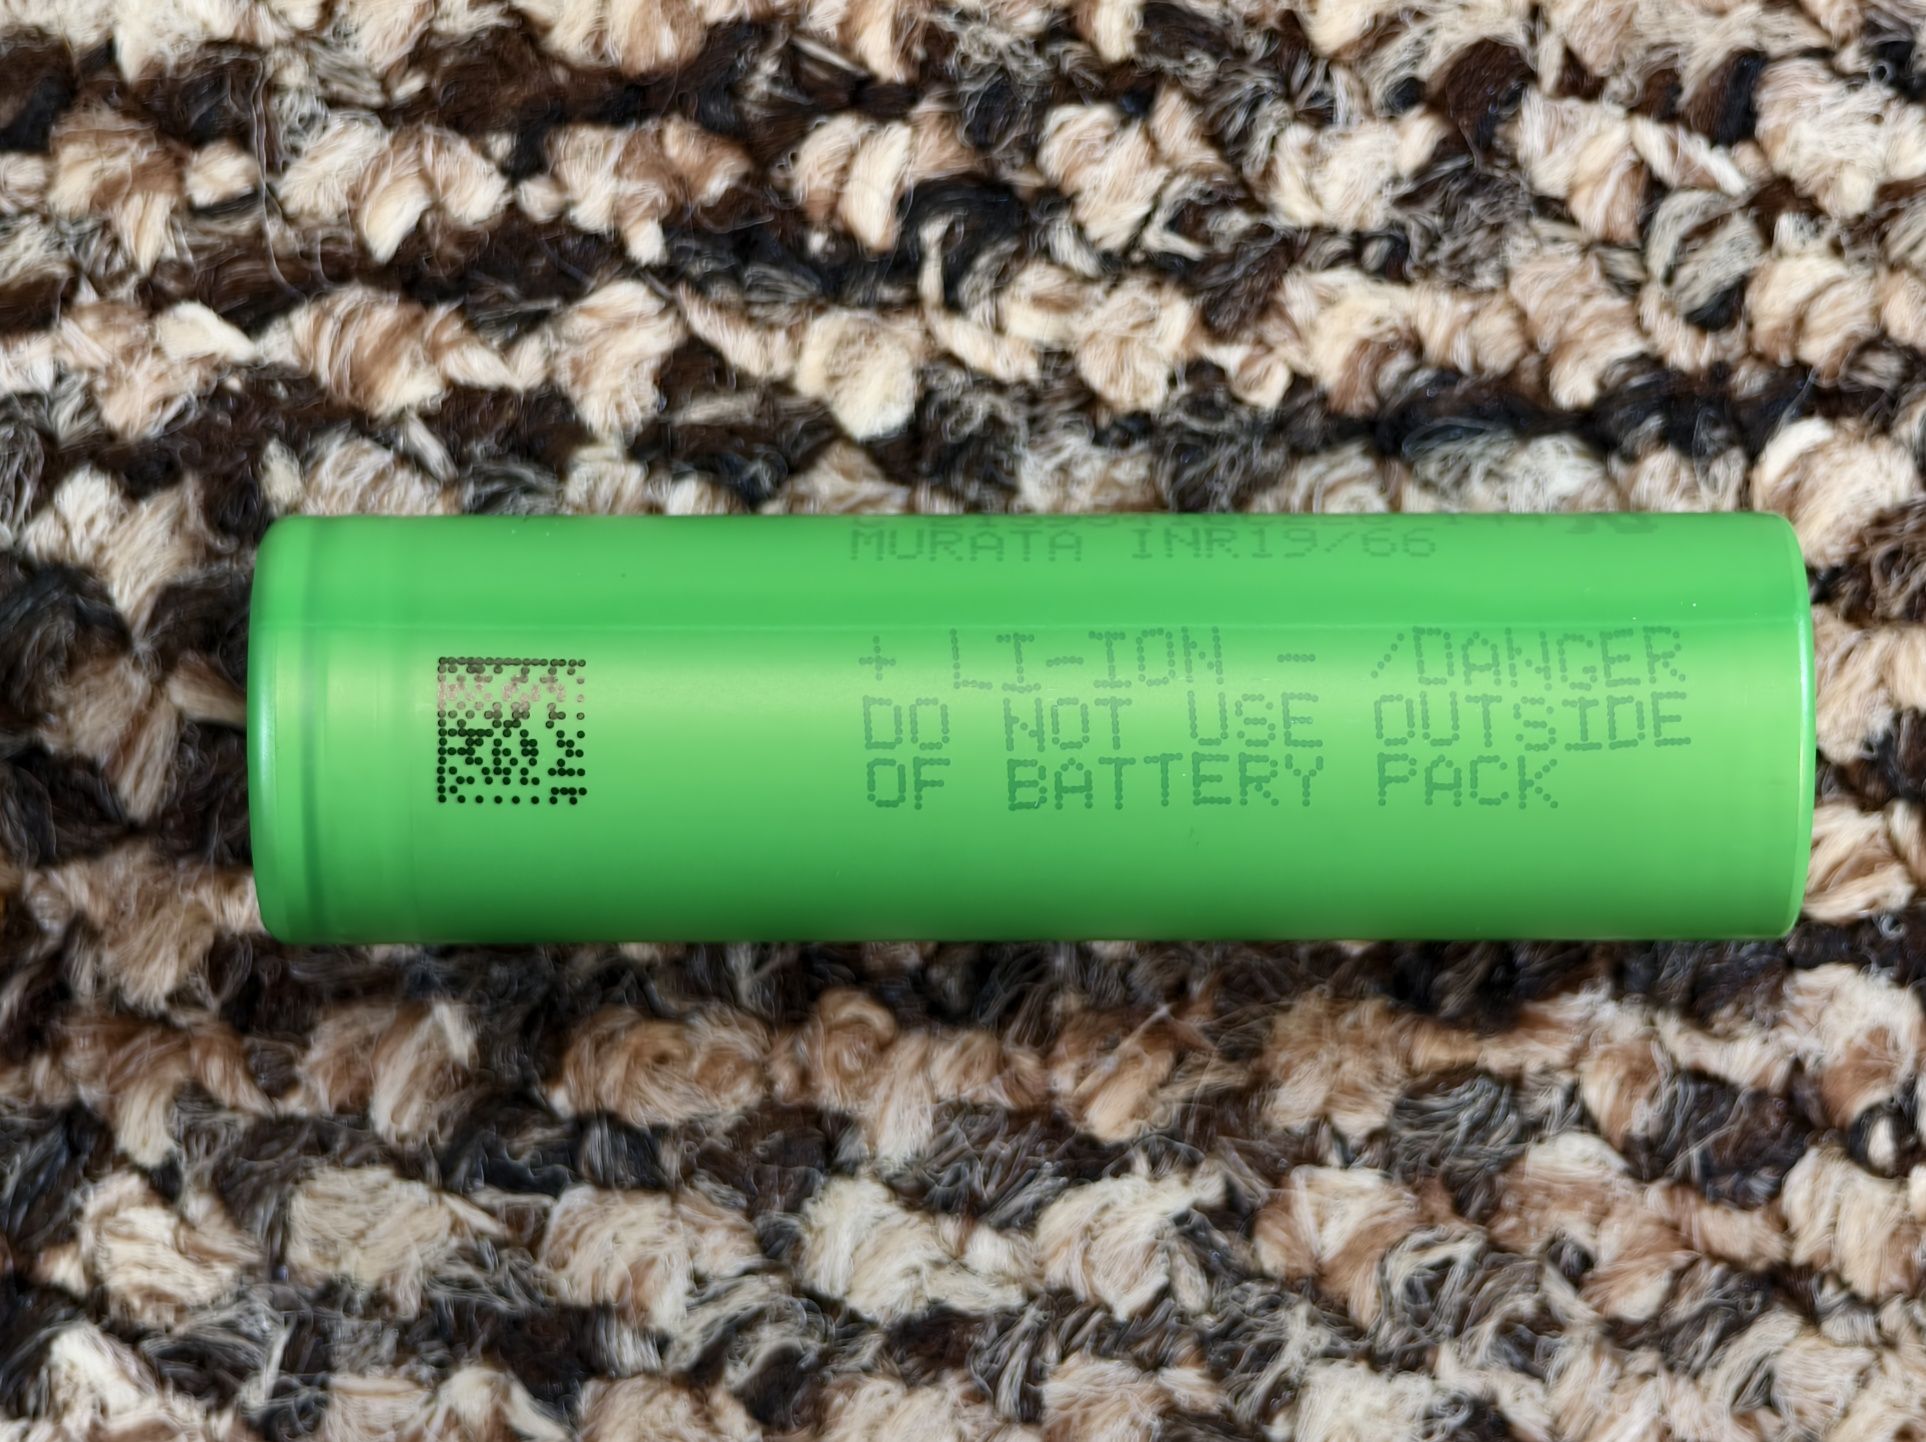 MURATA INR19/66
+ LI-ION - /DANGER
DO NOT USE OUTSIDE
OF BATTERY PACK